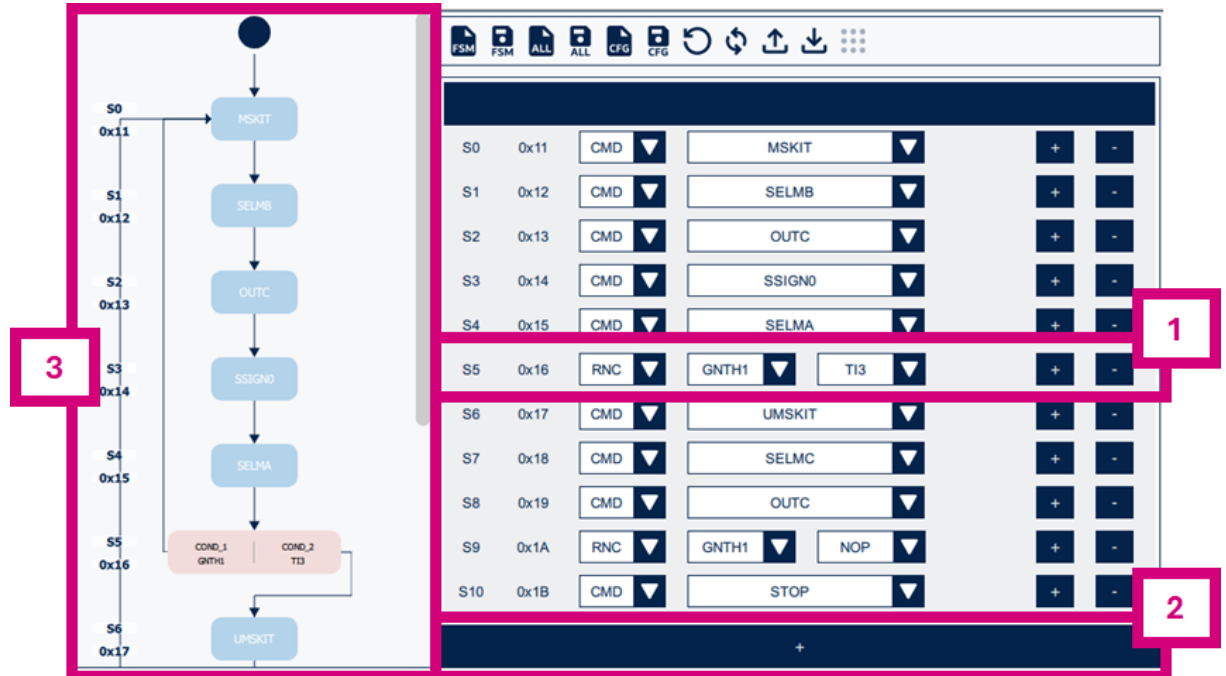 FSM FSM ALL ALL CFG CFG
S0
0x11
MSKIT
S1
0x12
SELMB
S2
0x13
OUTC
S3
0x14
SSIGN0
S4
0x15
SELMA
S5
0x16
COND_1 COND_2
GNTH1 TI3
S6
0x17
UMSKIT
3
S0 0x11 CMD MSKIT + -
S1 0x12 CMD SELMB + -
S2 0x13 CMD OUTC + -
S3 0x14 CMD SSIGN0 + -
S4 0x15 CMD SELMA + -
1
S5 0x16 RNC GNTH1 TI3 + -
S6 0x17 CMD UMSKIT + -
S7 0x18 CMD SELMC + -
S8 0x19 CMD OUTC + -
S9 0x1A RNC GNTH1 NOP + -
S10 0x1B CMD STOP + -
2
+